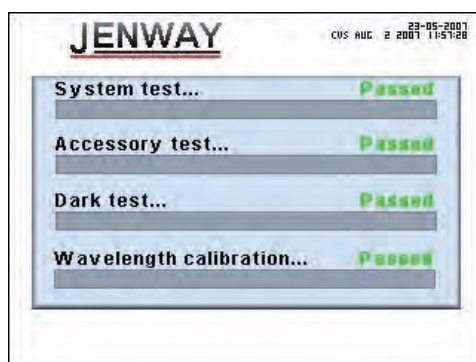 JENWAY
23-05-2007
CVS AUG 2 2007 11:57:28
System test... Passed
Accessory test... Passed
Dark test... Passed
Wavelength calibration... Passed